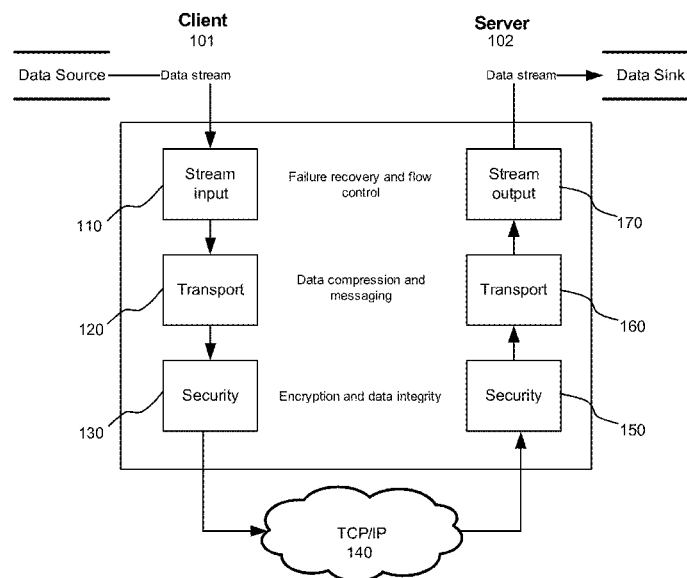 Client
101
Server
102
Data Source
Data stream
Data stream
Data Sink
Stream
input
Failure recovery and flow
control
Stream
output
110
170
Transport
Data compression and
messaging
Transport
120
160
Security
Encryption and data integrity
Security
130
150
TCP/IP
140